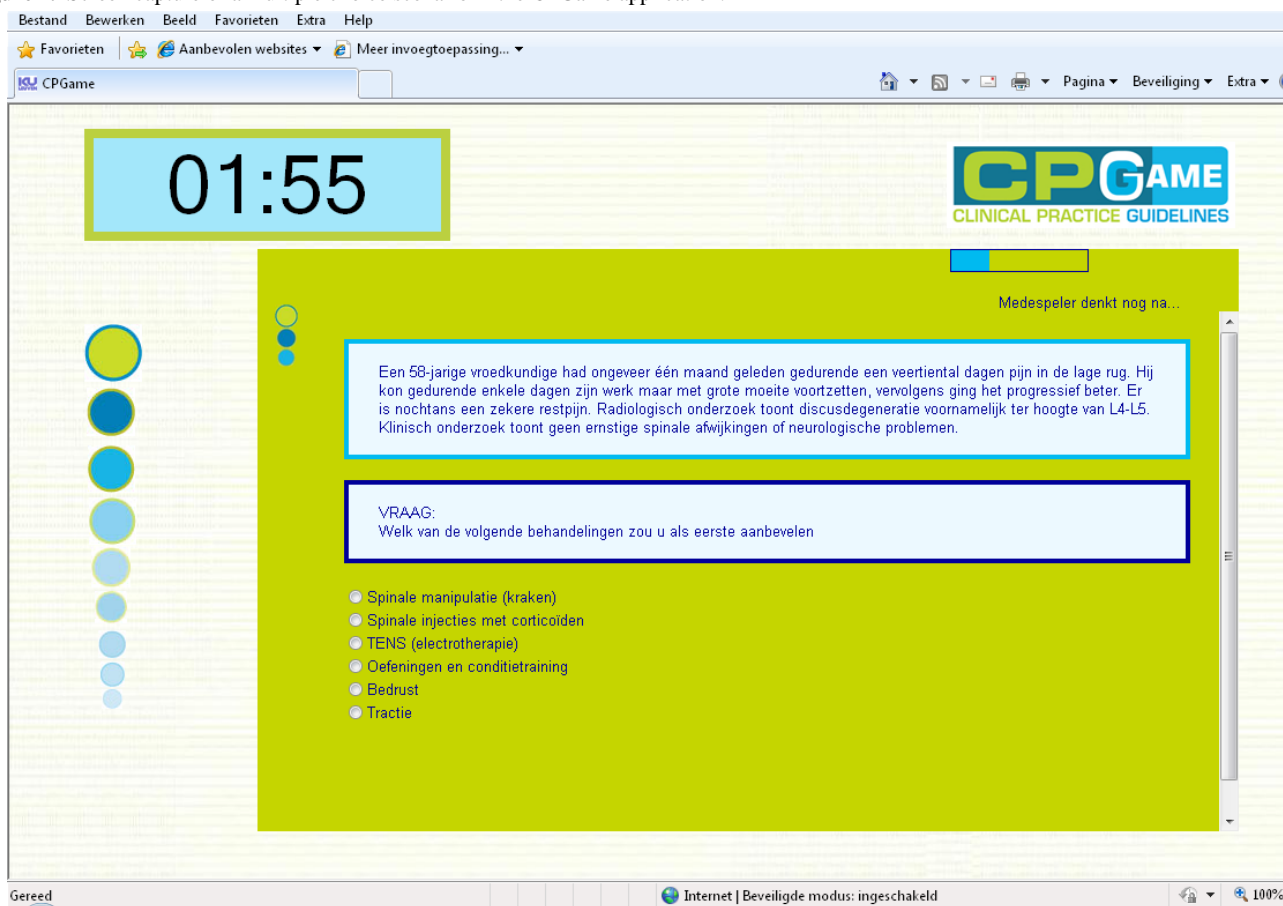 Bestand Bewerken Beeld Favorieten Extra Help
Favorieten Aanbevolen websites Meer invoegtoepassing...
CPGame Pagina Beveiliging Extra
01:55
CPGAME
CLINICAL PRACTICE GUIDELINES
Medespeler denkt nog na...
Een 58-jarige vroedkundige had ongeveer één maand geleden gedurende een veertiental dagen pijn in de lage rug. Hij
kon gedurende enkele dagen zijn werk maar met grote moeite voortzetten, vervolgens ging het progressief beter. Er
is nochtans een zekere restpijn. Radiologisch onderzoek toont discusdegeneratie voornamelijk ter hoogte van L4-L5.
Klinisch onderzoek toont geen ernstige spinale afwijkingen of neurologische problemen.
VRAAG:
Welk van de volgende behandelingen zou u als eerste aanbevelen
Spinale manipulatie (kraken)
Spinale injecties met corticoïden
TENS (electrotherapie)
Oefeningen en conditietraining
Bedrust
Tractie
Gereed Internet | Beveiligde modus: ingeschakeld 100%